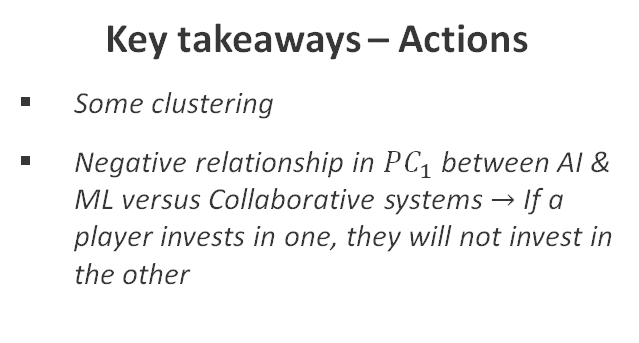 Key takeaways – Actions
▪ Some clustering
▪ Negative relationship in PC₁ between AI &
ML versus Collaborative systems → If a
player invests in one, they will not invest in
the other